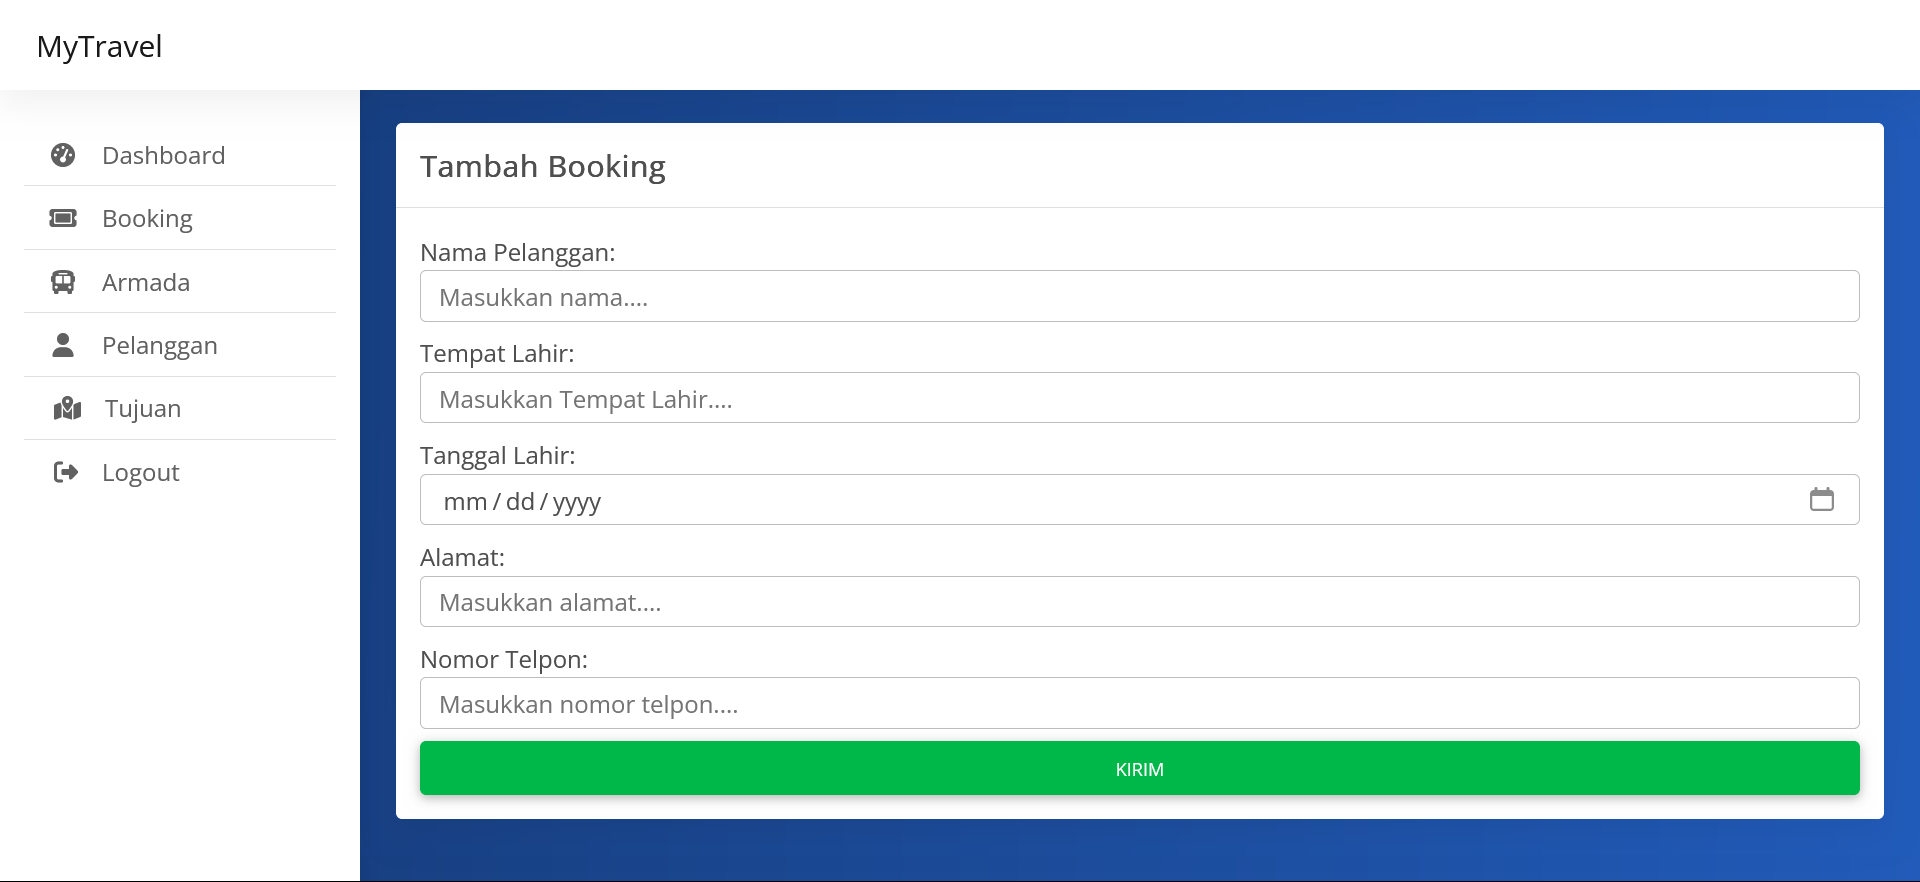 MyTravel
Dashboard
Booking
Armada
Pelanggan
Tujuan
Logout
Tambah Booking
Nama Pelanggan:
Masukkan nama....
Tempat Lahir:
Masukkan Tempat Lahir....
Tanggal Lahir:
mm / dd / yyyy
Alamat:
Masukkan alamat....
Nomor Telpon:
Masukkan nomor telpon....
KIRIM